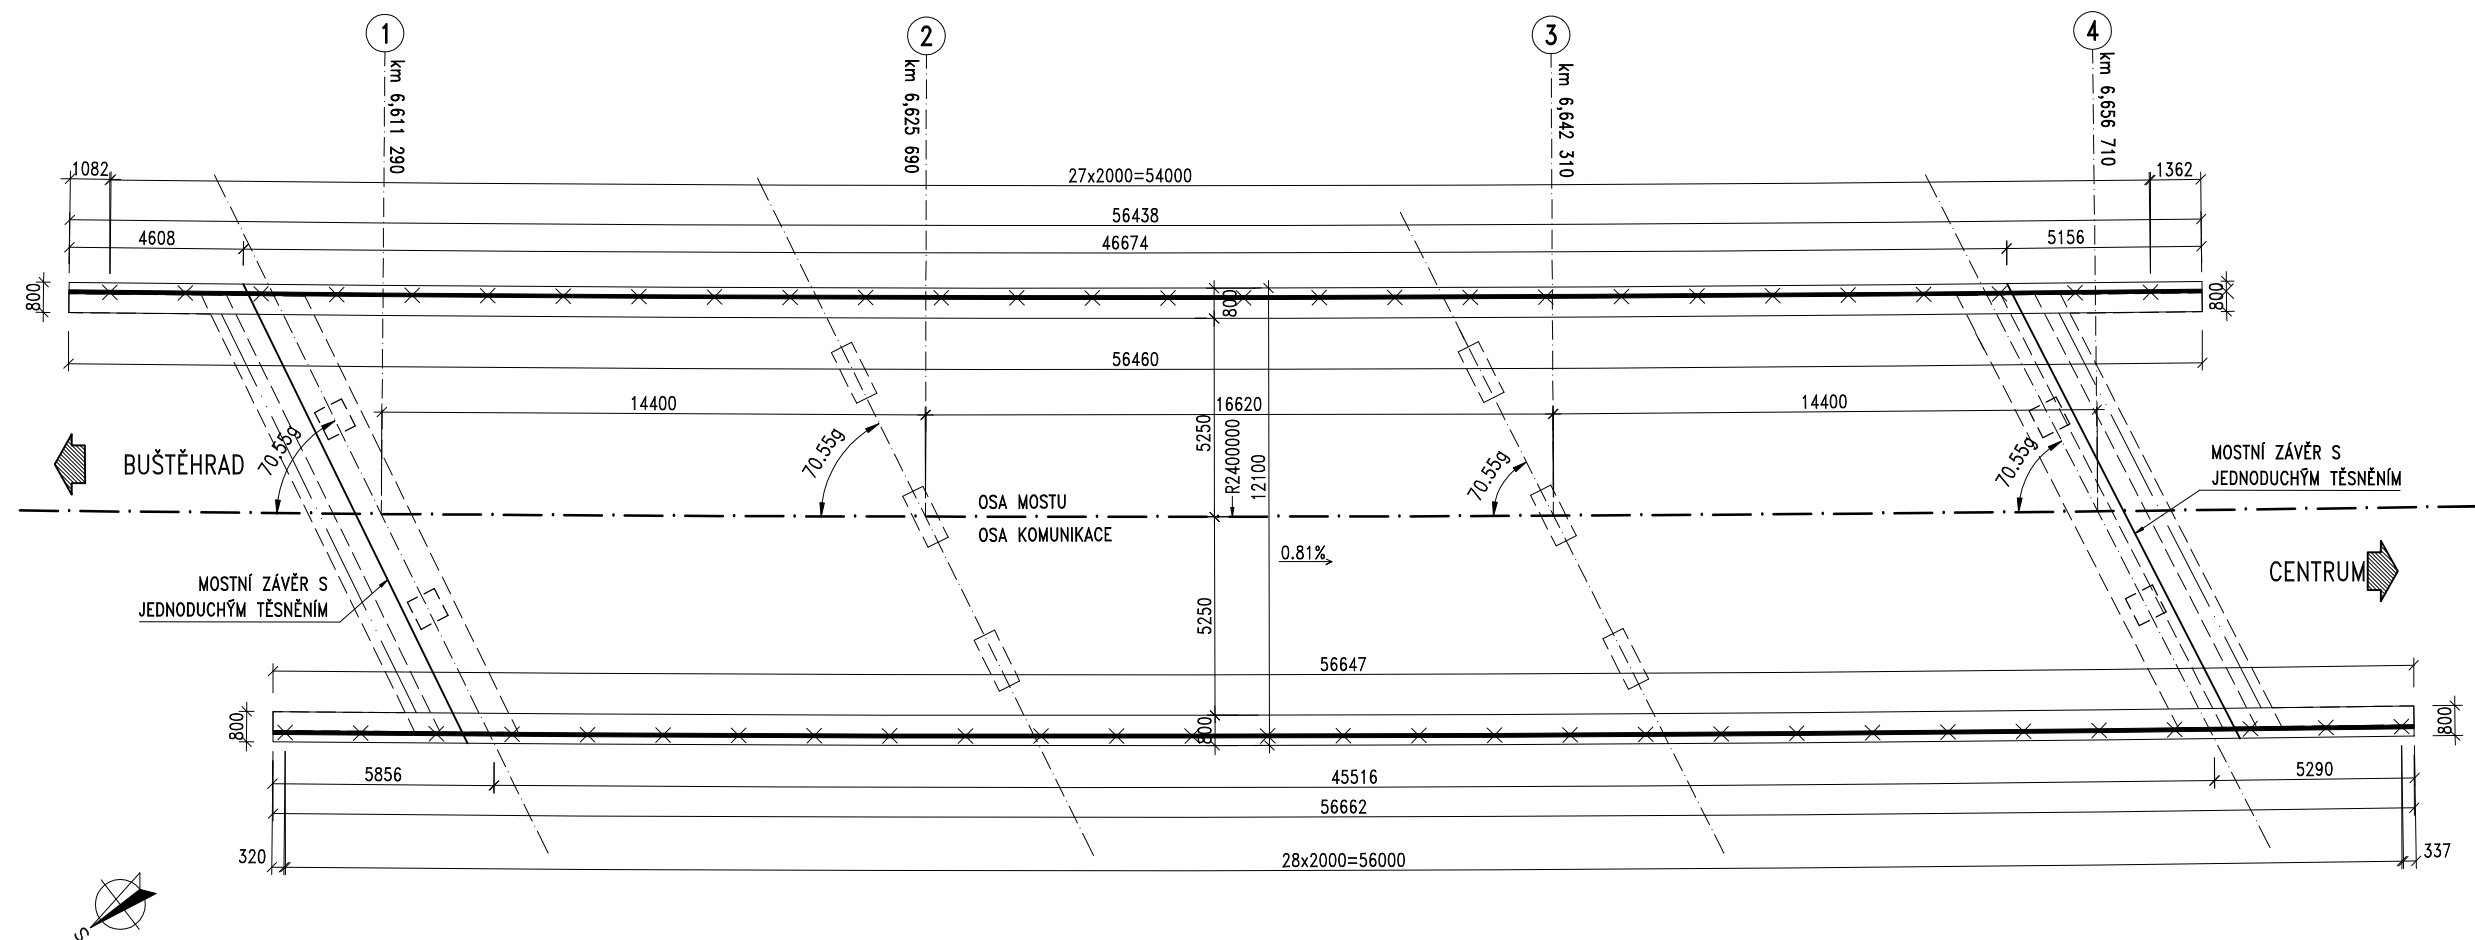 1
2
3
4
km 6,611 290
km 6,625 690
km 6,642 310
km 6,656 710
1082
27x2000=54000
1362
56438
4608
46674
5156
800
800
800
56460
14400
16620
14400
70.55g
70.55g
70.55g
70.55g
5250
R2400000
12100
BUŠTĚHRAD
MOSTNÍ ZÁVĚR S
JEDNODUCHÝM TĚSNĚNÍM
OSA MOSTU
OSA KOMUNIKACE
0.81%
CENTRUM
MOSTNÍ ZÁVĚR S
JEDNODUCHÝM TĚSNĚNÍM
5250
56647
800
800
800
5856
45516
5290
56662
320
28x2000=56000
337
S